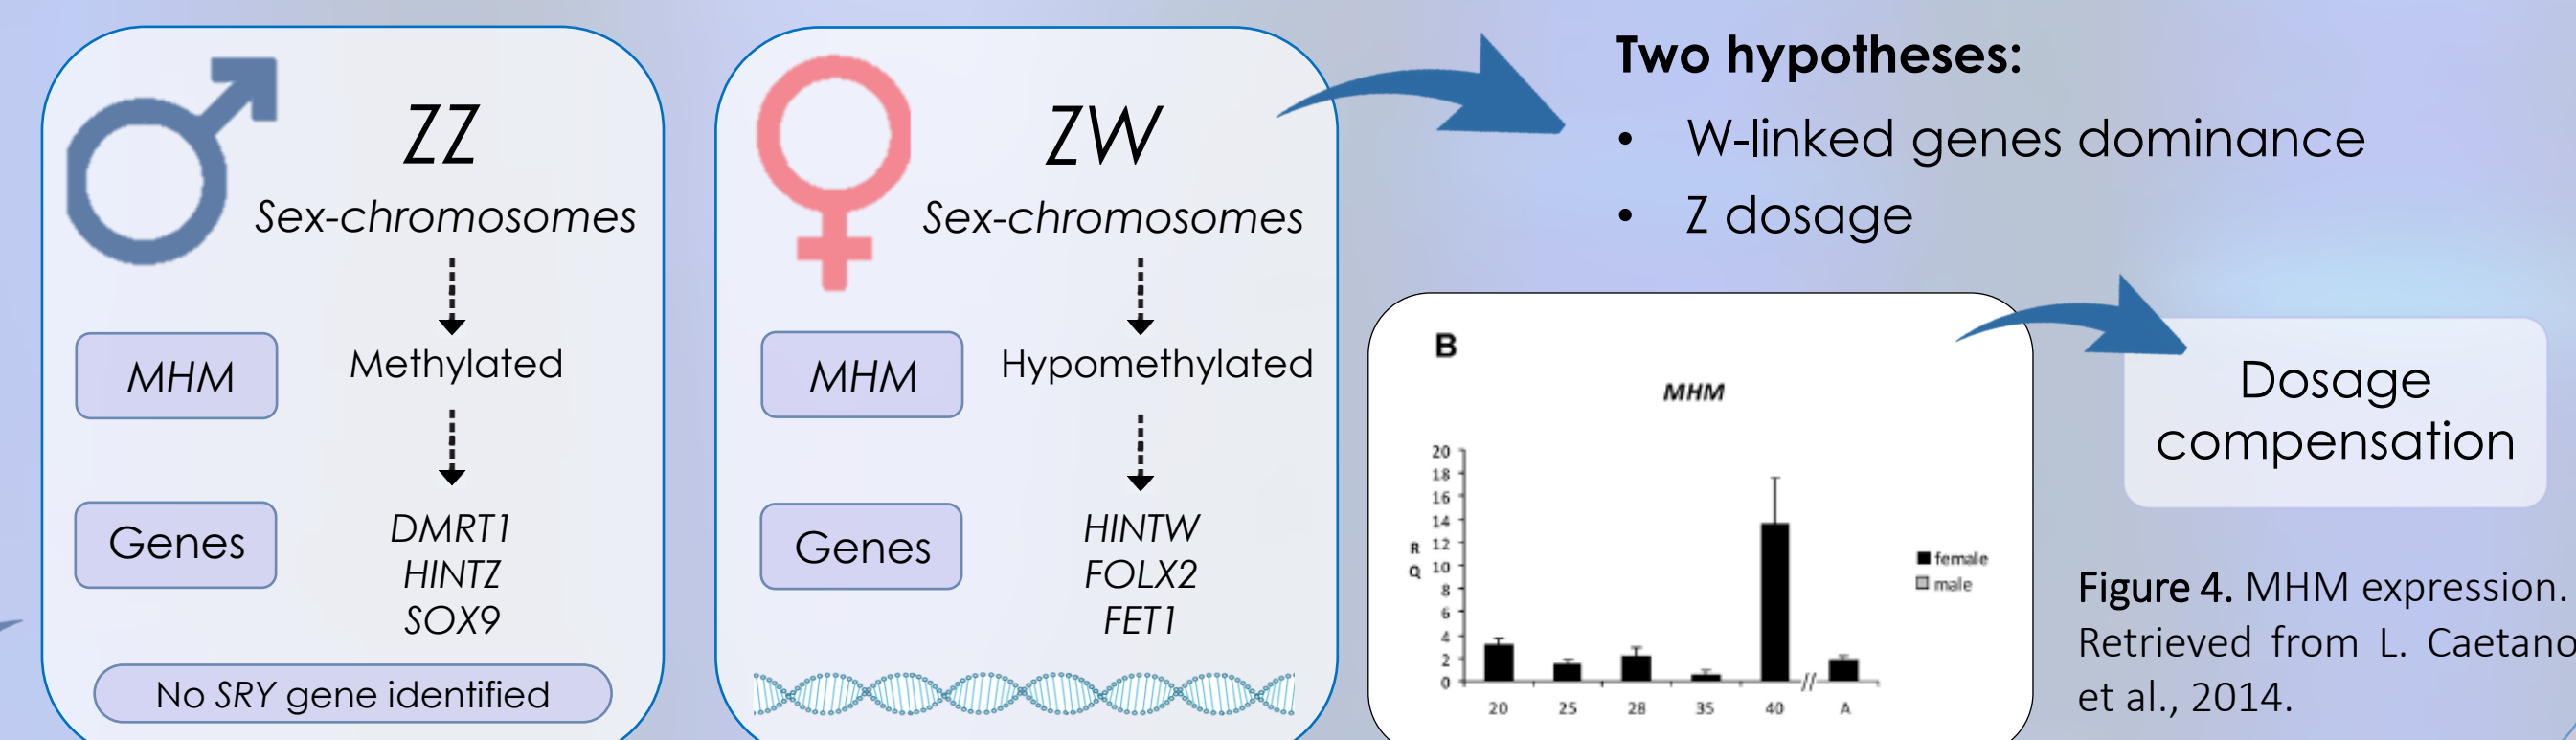 ZZ
Sex-chromosomes
MHM
Methylated
Genes
DMRT1
HINTZ
SOX9
No SRY gene identified
ZW
Sex-chromosomes
MHM
Hypomethylated
Genes
HINTW
FOLX2
FET1
Two hypotheses:
• W-linked genes dominance
• Z dosage
B
MHM
20
18
16
14
12
10
8
6
4
2
0
R
Q
20 25 28 35 40 // A
female
male
Dosage
compensation
Figure 4. MHM expression.
Retrieved from L. Caetano
et al., 2014.